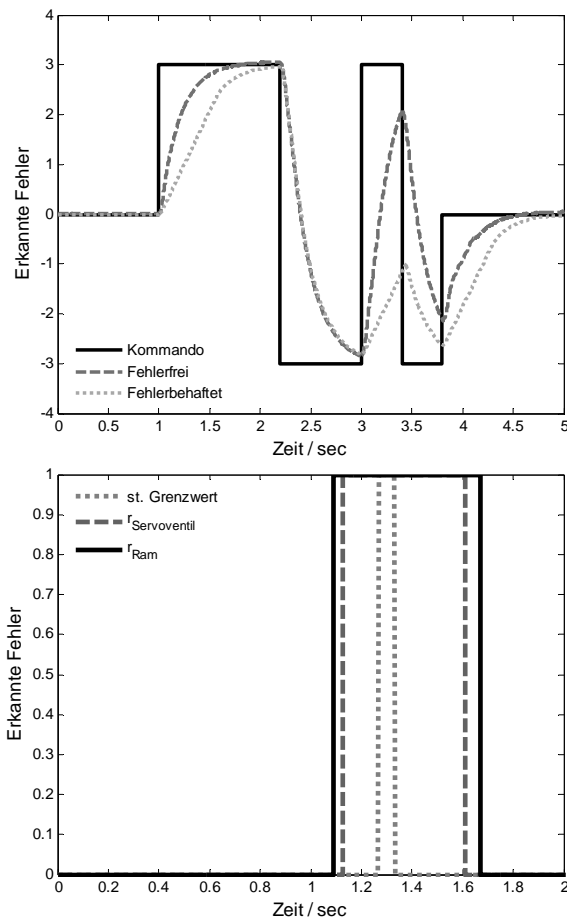 4
3
2
1
0
-1
-2
-3
-4
Erkannte Fehler
Kommando
Fehlerfrei
Fehlerbehaftet
0 0.5 1 1.5 2 2.5 3 3.5 4 4.5 5
Zeit / sec
1
0.9
0.8
0.7
0.6
0.5
0.4
0.3
0.2
0.1
0
Erkannte Fehler
st. Grenzwert
rServoventil
rRam
0 0.2 0.4 0.6 0.8 1 1.2 1.4 1.6 1.8 2
Zeit / sec